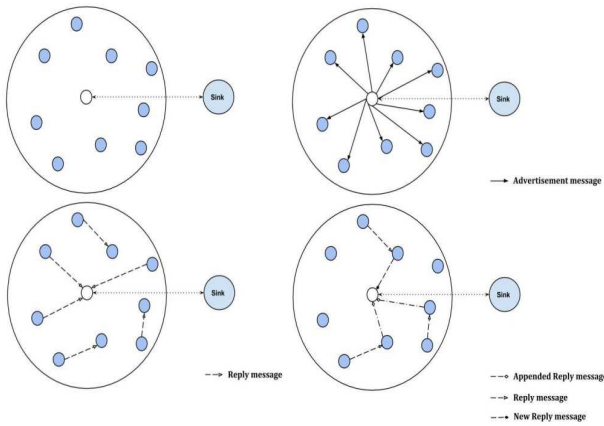 Sink
Sink
Advertisement message
Sink
Sink
Reply message
Appended Reply message
Reply message
New Reply message